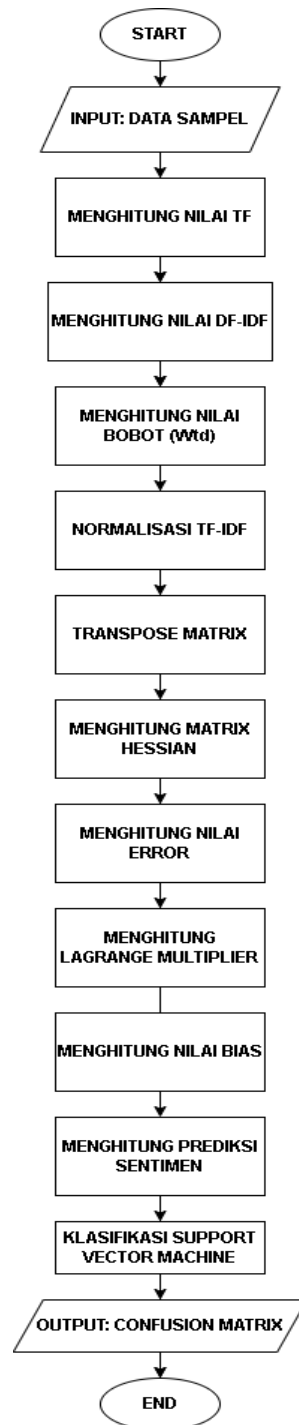 START
INPUT: DATA SAMPEL
MENGHITUNG NILAI TF
MENGHITUNG NILAI DF-IDF
MENGHITUNG NILAI
BOBOT (Wtd)
NORMALISASI TF-IDF
TRANSPOSE MATRIX
MENGHITUNG MATRIX
HESSIAN
MENGHITUNG NILAI
ERROR
MENGHITUNG
LAGRANGE MULTIPLIER
MENGHITUNG NILAI BIAS
MENGHITUNG PREDIKSI
SENTIMEN
KLASIFIKASI SUPPORT
VECTOR MACHINE
OUTPUT: CONFUSION MATRIX
END